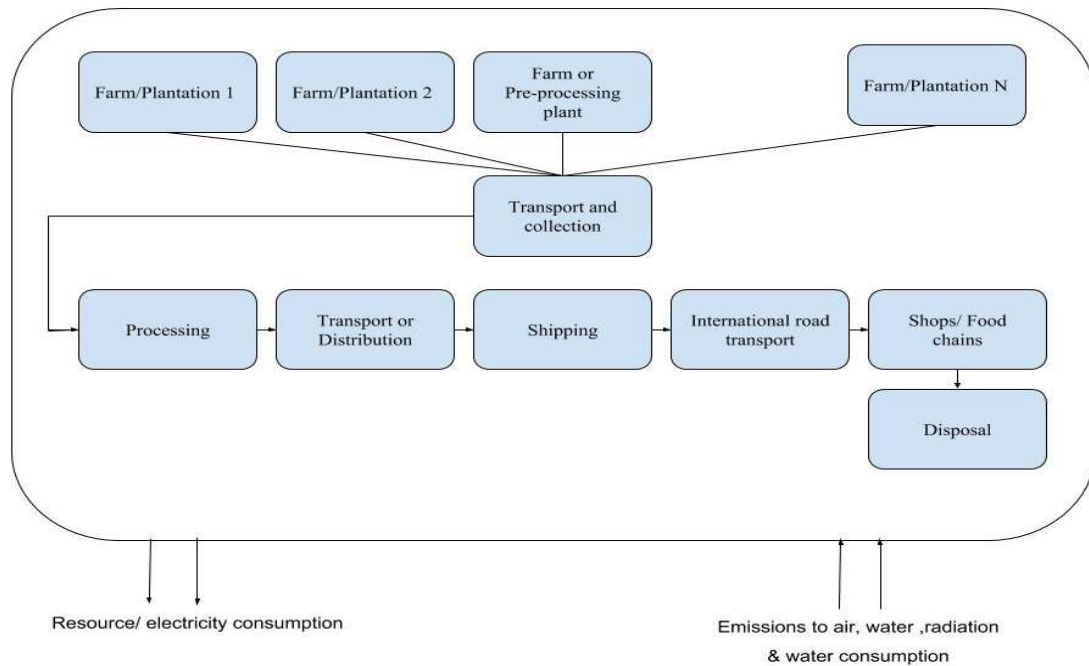 Farm/Plantation 1
Farm/Plantation 2
Farm or
Pre-processing
plant
Farm/Plantation N
Transport and
collection
Processing
Transport or
Distribution
Shipping
International road
transport
Shops/ Food
chains
Disposal
Resource/ electricity consumption
Emissions to air, water ,radiation
& water consumption